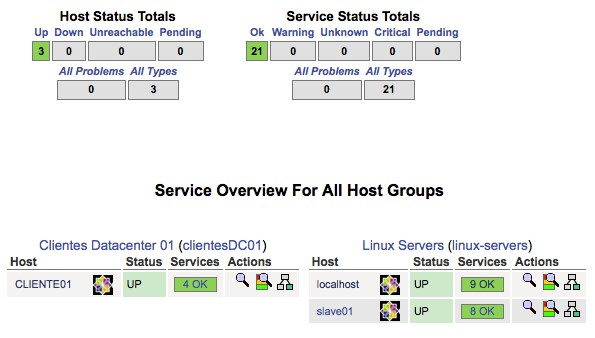 Host Status Totals
Up Down Unreachable Pending
3 0 0 0
All Problems All Types
0 3
Service Status Totals
Ok Warning Unknown Critical Pending
21 0 0 0 0
All Problems All Types
0 21
Service Overview For All Host Groups
Clientes Datacenter 01 (clientesDC01)
Host Status Services Actions
CLIENTE01 UP 4 OK
Linux Servers (linux-servers)
Host Status Services Actions
localhost UP 9 OK
slave01 UP 8 OK